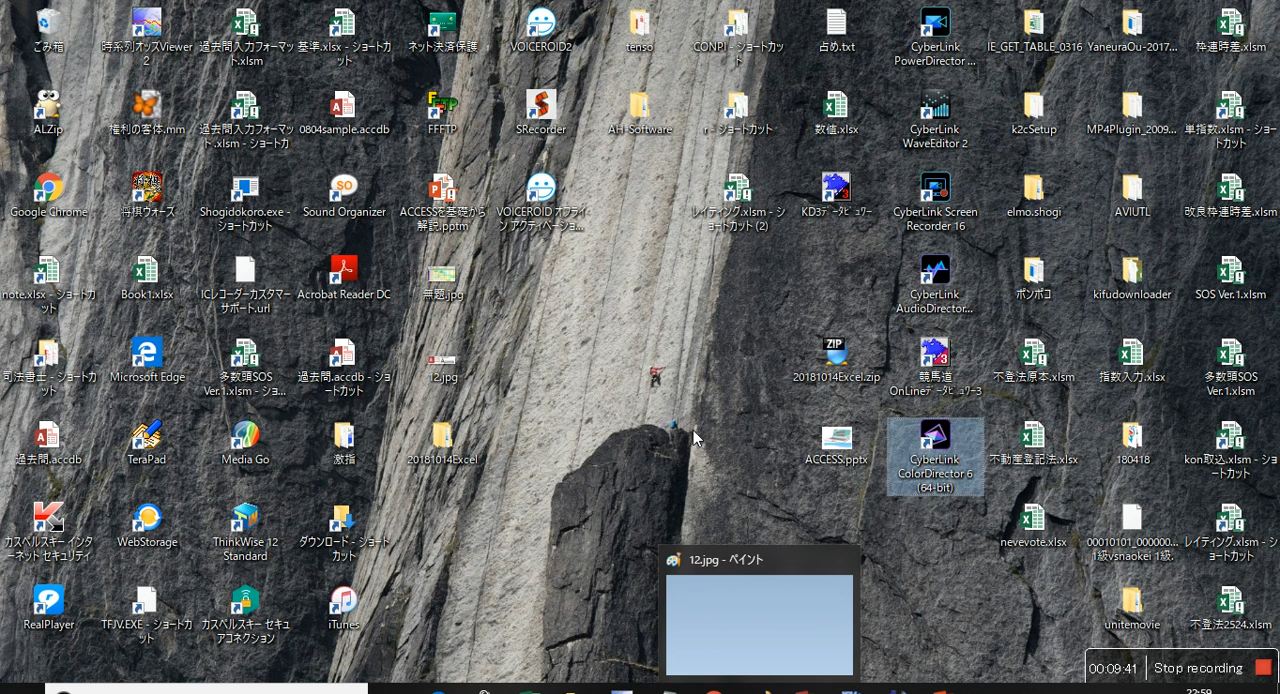 ごみ箱
時系列オッズViewer
2
過去問入力フォーマッ
ト.xlsm
基準.xlsx - ショートカ
ット
ネット決済保護
VOICEROID2
tenso
CONPI - ショートカッ
ト
占め.txt
CyberLink
PowerDirector ...
IE_GET_TABLE_0316
YaneuraOu-2017...
枠連時差.xlsm
ALZip
権利の客体.mm
過去問入力フォーマッ
ト.xlsm - ショートカ
0804sample.accdb
FFFTP
SRecorder
AH-Software
r - ショートカット
数値.xlsx
CyberLink
WaveEditor 2
k2cSetup
MP4Plugin_2009...
単指数.xlsm - ショー
トカット
Google Chrome
将棋ウォーズ
Shogidokoro.exe -
ショートカット
Sound Organizer
ACCESSを基礎から
解説.pptm
VOICEROID オフライ
ン アクティベーショ...
レイティング.xlsm - シ
ョートカット (2)
KD3ﾃﾞｰﾀﾋﾞｭﾜｰ
CyberLink Screen
Recorder 16
elmo.shogi
AVIUTL
改良枠連時差.xlsm
note.xlsx - ショートカ
ット
Book1.xlsx
ICレコーダーカスタマー
サポート.url
Acrobat Reader DC
無題.jpg
CyberLink
AudioDirector...
ポンポコ
kifudownloader
SOS Ver.1.xlsm
司法書士 - ショートカ
ット
Microsoft Edge
多数頭SOS
Ver.1.xlsm - ショ...
過去問.accdb - ショ
ートカット
12.jpg
20181014Excel.zip
競馬道
OnLineﾃﾞｰﾀﾋﾞｭﾜｰ3
不登法原本.xlsm
指数入力.xlsx
多数頭SOS
Ver.1.xlsm
過去問.accdb
TeraPad
Media Go
激指
20181014Excel
ACCESS.pptx
CyberLink
ColorDirector 6
(64-bit)
不動産登記法.xlsx
180418
kon取込.xlsm - ショ
ートカット
カスペルスキー インタ
ーネット セキュリティ
WebStorage
ThinkWise 12
Standard
ダウンロード - ショート
カット
nevevote.xlsx
00010101_000000...
1級vsnaokei 1級.
レイティング.xlsm - シ
ョートカット
RealPlayer
TFJV.EXE - ショートカ
ット
カスペルスキー セキュ
アコネクション
iTunes
12.jpg - ペイント
unitemovie
不登法2524.xlsm
00:09:41
Stop recording
22:59